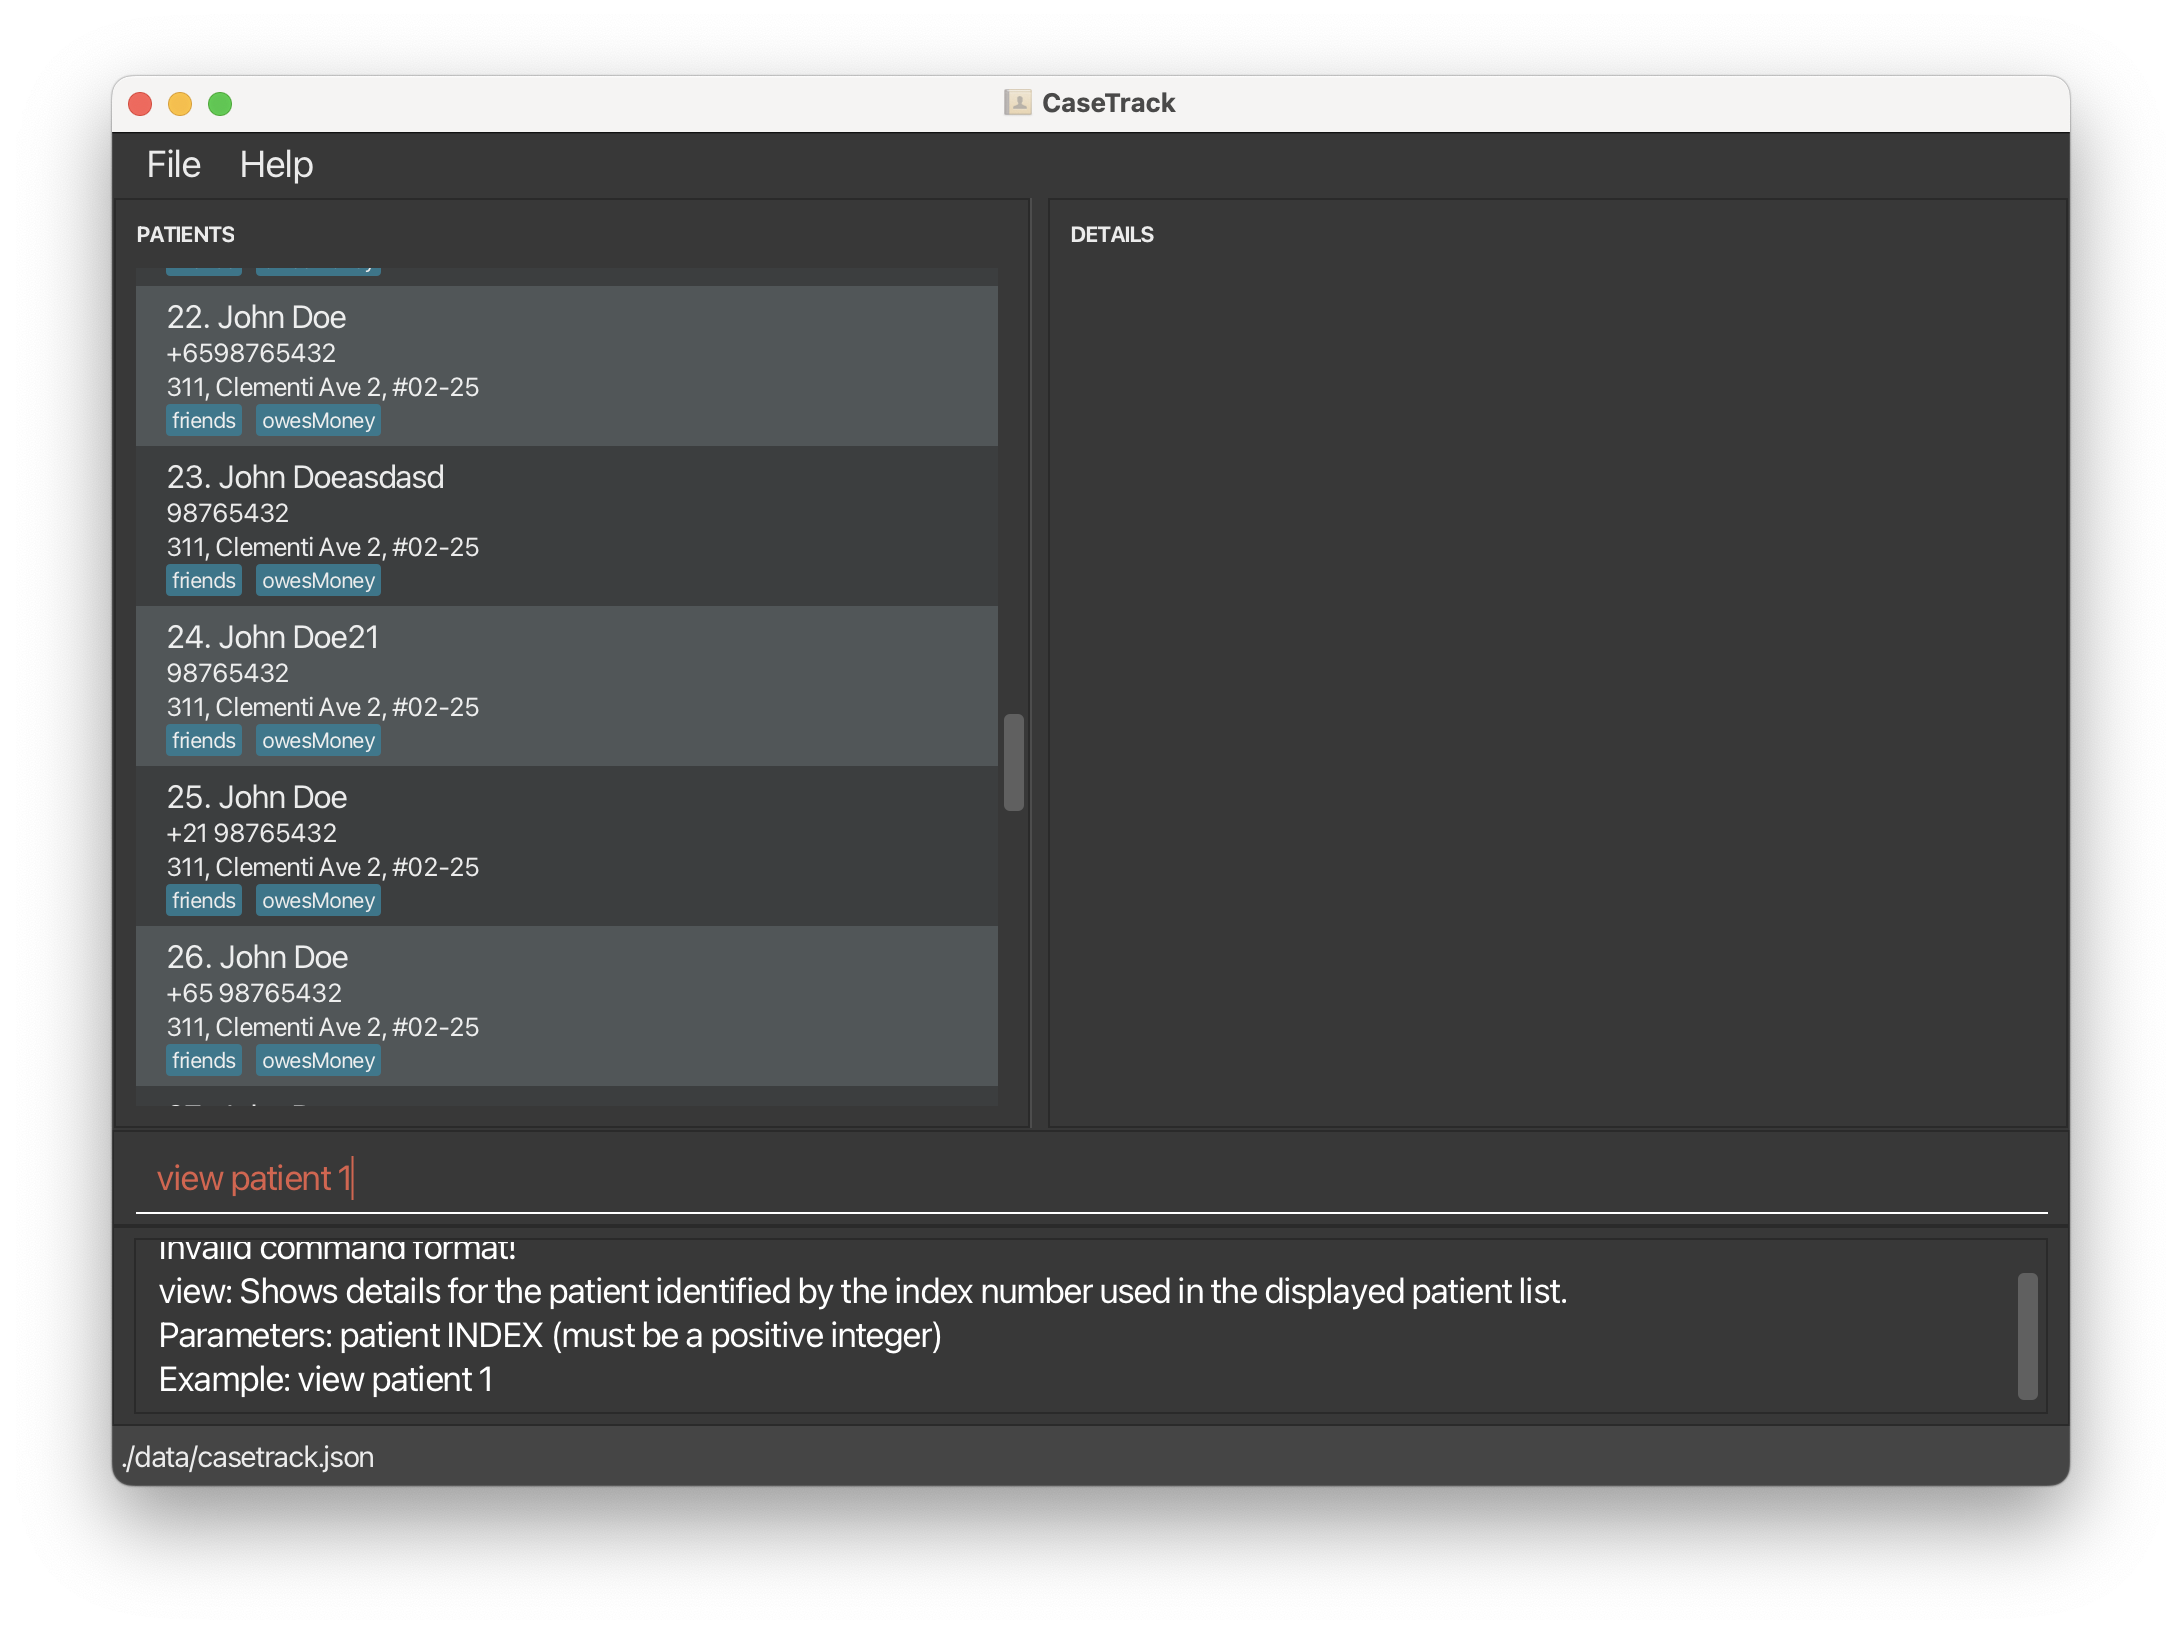 CaseTrack
File Help
PATIENTS
22. John Doe
+6598765432
311, Clementi Ave 2, #02-25
friends owesMoney
23. John Doeasdasd
98765432
311, Clementi Ave 2, #02-25
friends owesMoney
24. John Doe21
98765432
311, Clementi Ave 2, #02-25
friends owesMoney
25. John Doe
+21 98765432
311, Clementi Ave 2, #02-25
friends owesMoney
26. John Doe
+65 98765432
311, Clementi Ave 2, #02-25
friends owesMoney
DETAILS
view patient 1
Invalid command format!
view: Shows details for the patient identified by the index number used in the displayed patient list.
Parameters: patient INDEX (must be a positive integer)
Example: view patient 1
./data/casetrack.json